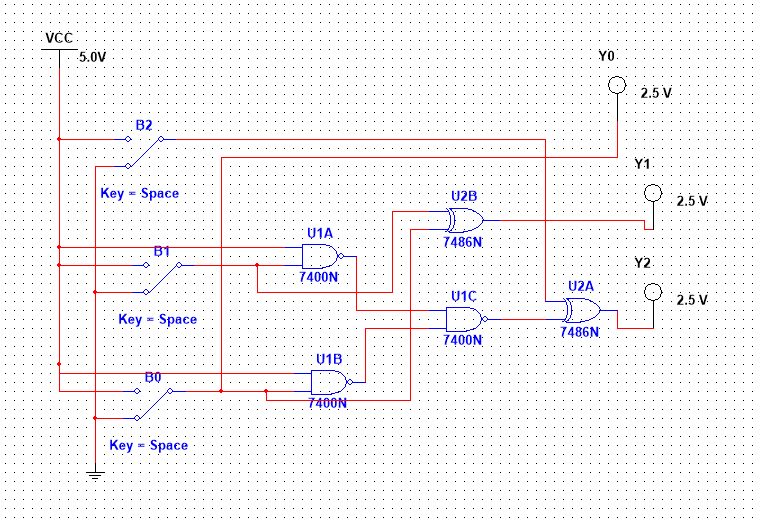 VCC
5.0V
Y0
2.5 V
B2
Key = Space
Y1
2.5 V
U2B
7486N
U1A
7400N
B1
Key = Space
Y2
2.5 V
U2A
7486N
U1C
7400N
U1B
7400N
B0
Key = Space